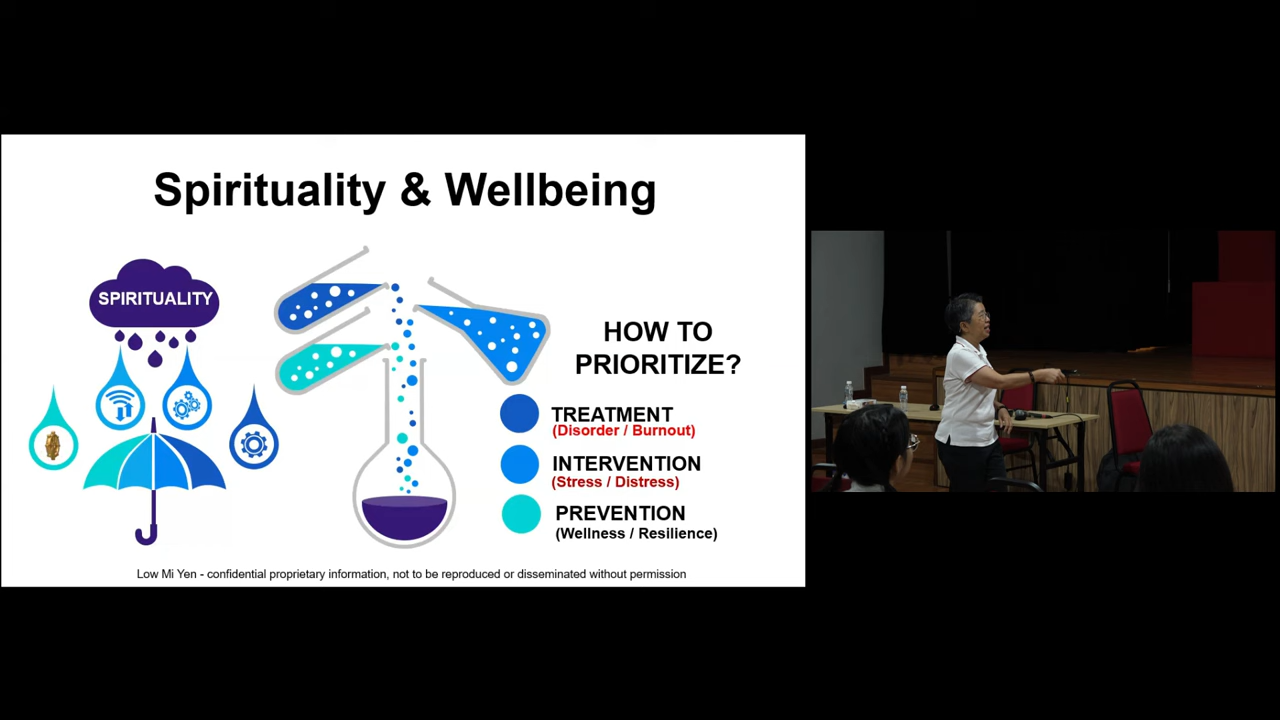 Spirituality & Wellbeing
SPIRITUALITY
HOW TO
PRIORITIZE?
TREATMENT
(Disorder / Burnout)
INTERVENTION
(Stress / Distress)
PREVENTION
(Wellness / Resilience)
Low Mi Yen - confidential proprietary information, not to be reproduced or disseminated without permission